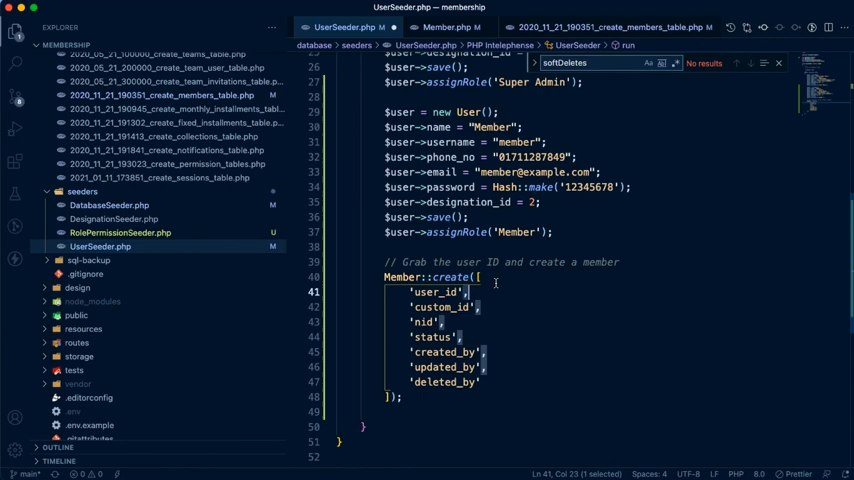 UserSeeder.php — membership
EXPLORER
UserSeeder.php
Member.php M
2020_11_21_190351_create_members_table.php M
MEMBERSHIP
database > seeders > UserSeeder.php > PHP Intelephense > UserSeeder > run
softDeletes
Aa
No results
2020_05_21_100000_create_teams_table.php
2020_05_21_200000_create_team_user_table.php
2020_05_21_300000_create_team_invitations_table.p...
2020_11_21_190351_create_members_table.php M
2020_11_21_190945_create_monthly_installments_tabl...
2020_11_21_191302_create_fixed_installments_table.p...
2020_11_21_191413_create_collections_table.php
2020_11_21_191841_create_notifications_table.php
2020_11_21_193023_create_permission_tables.php
2021_01_11_173851_create_sessions_table.php
seeders
DatabaseSeeder.php M
DesignationSeeder.php
RolePermissionSeeder.php U
UserSeeder.php M
sql-backup
.gitignore
design
node_modules
public
resources
routes
storage
tests
vendor
.editorconfig
.env
.env.example
.gitattributes
OUTLINE
TIMELINE
26 $user->save();
27 $user->assignRole('Super Admin');
28
29 $user = new User();
30 $user->name = "Member";
31 $user->username = "member";
32 $user->phone_no = "01711287849";
33 $user->email = "member@example.com";
34 $user->password = Hash::make('12345678');
35 $user->designation_id = 2;
36 $user->save();
37 $user->assignRole('Member');
38
39 // Grab the user ID and create a member
40 Member::create([
41 'user_id',
42 'custom_id',
43 'nid',
44 'status',
45 'created_by',
46 'updated_by',
47 'deleted_by'
48 ]);
49
50 }
51 }
52
1
8
main*
0 0
Ln 41, Col 23 (1 selected)
Spaces: 4
UTF-8
LF
PHP
8.0
Prettier